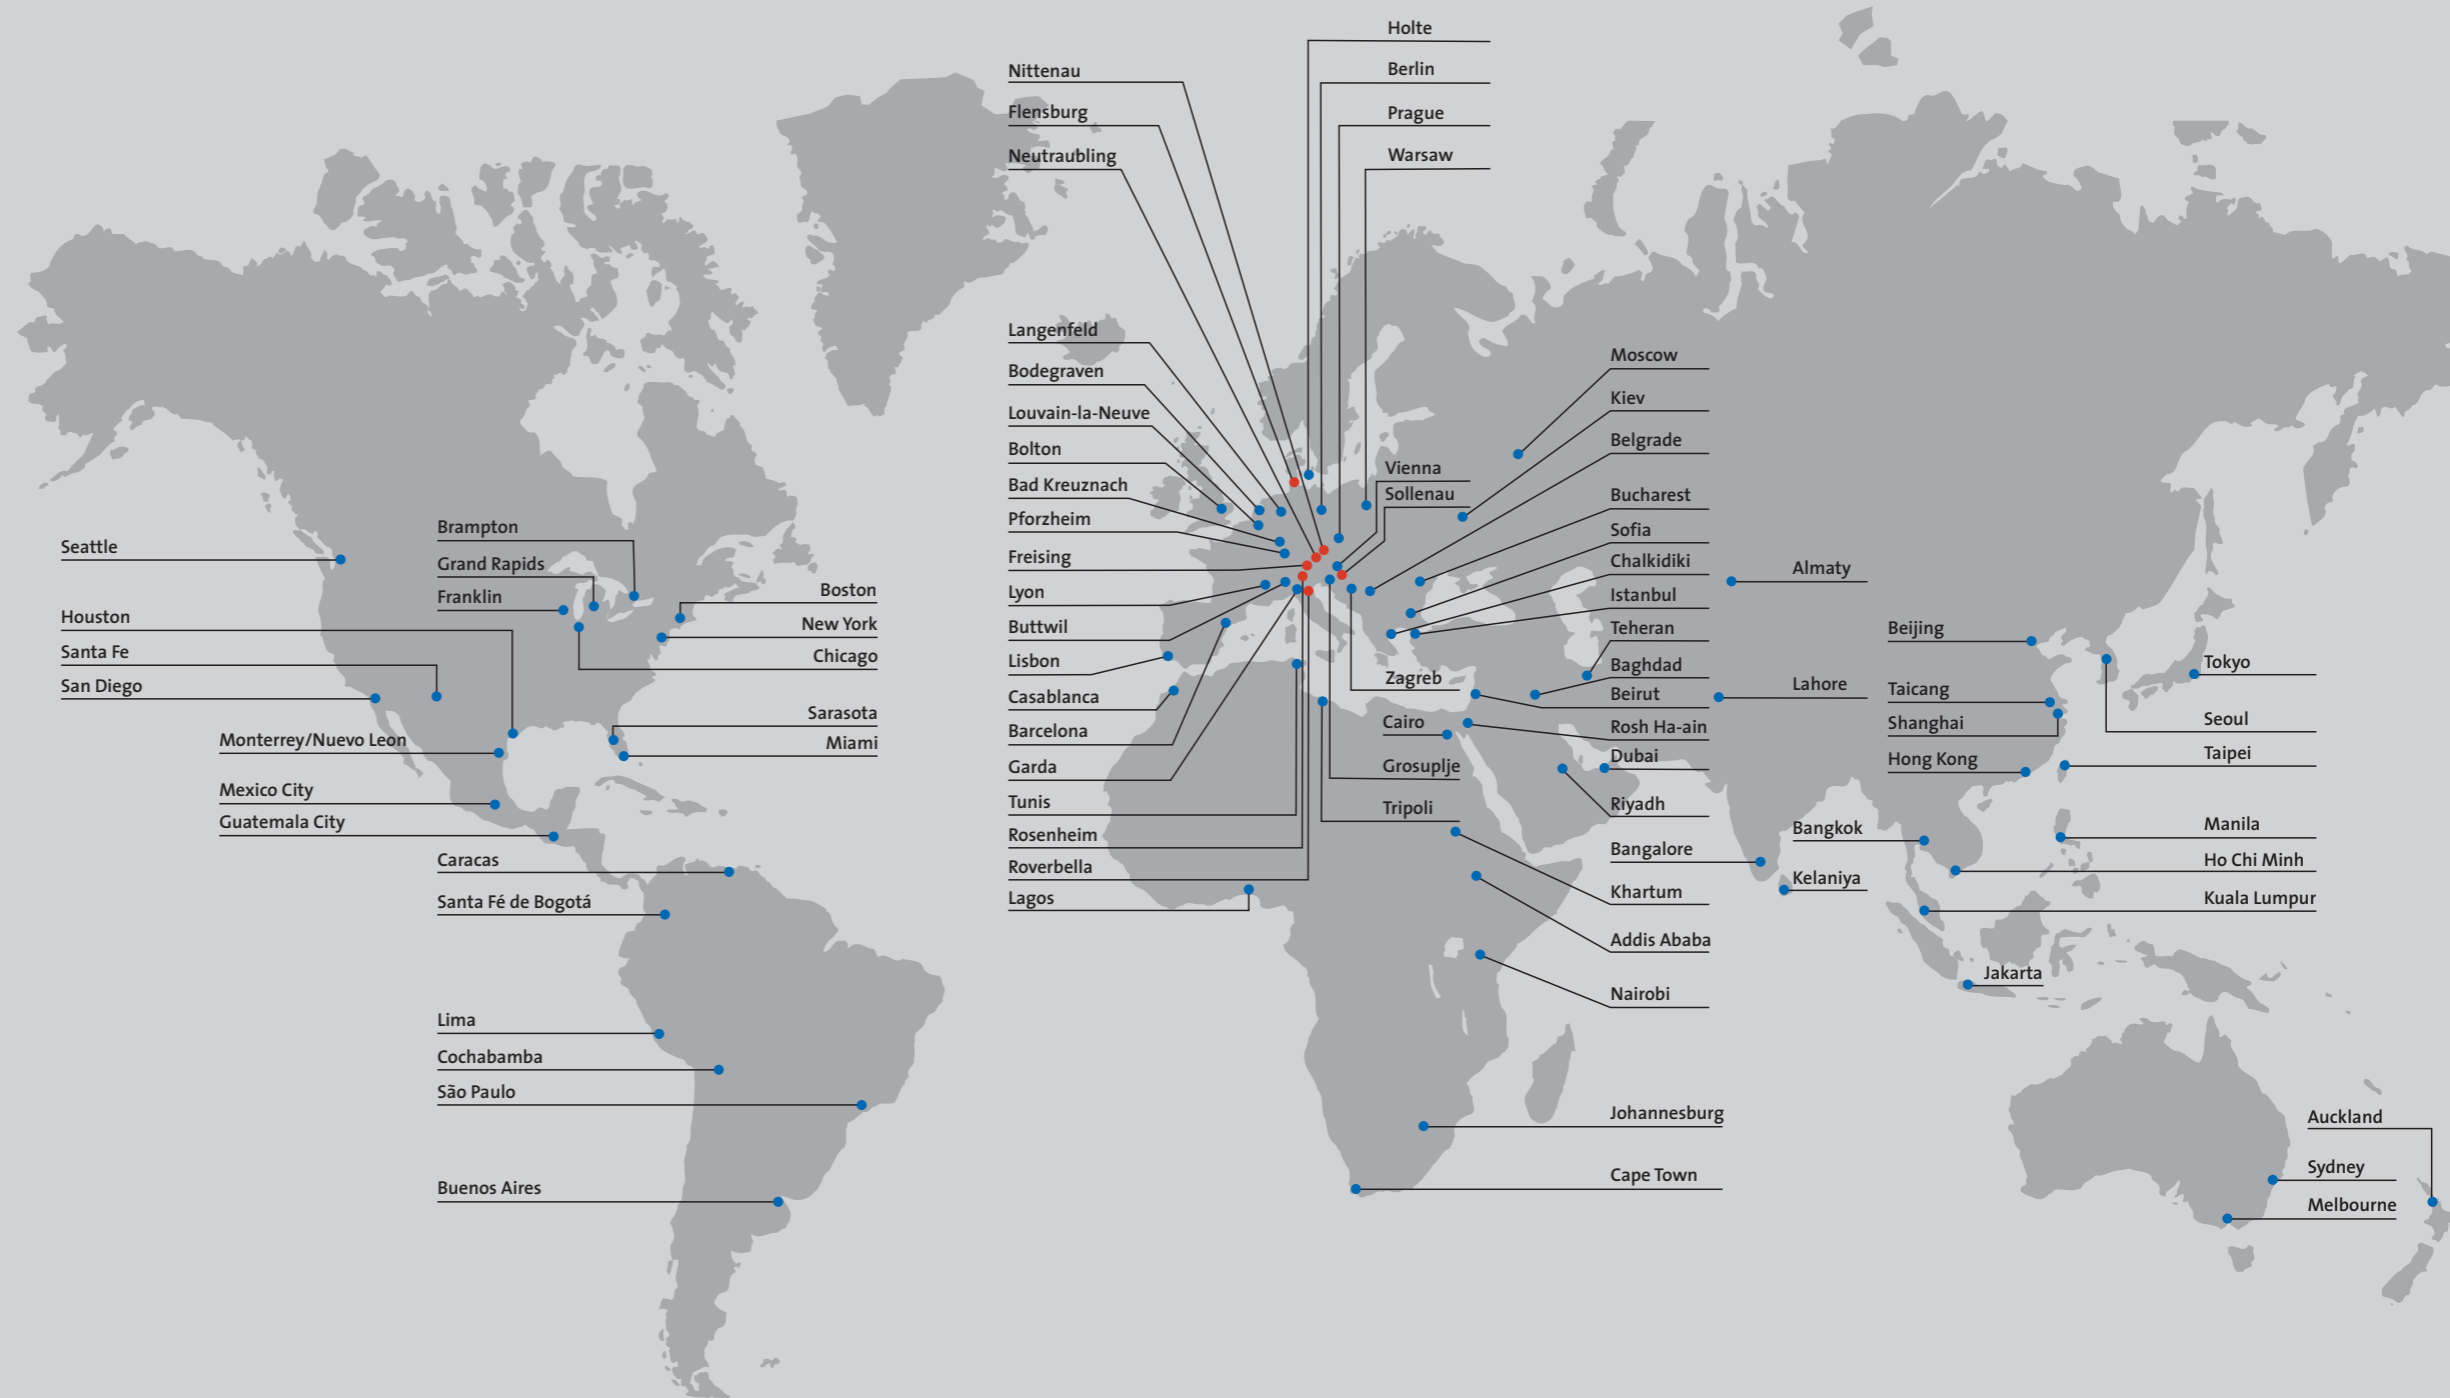 Seattle
Houston
Santa Fe
San Diego
Monterrey/Nuevo Leon
Mexico City
Guatemala City
Brampton
Grand Rapids
Franklin
Boston
New York
Chicago
Sarasota
Miami
Caracas
Santa Fé de Bogotá
Lima
Cochabamba
São Paulo
Buenos Aires
Nittenau
Flensburg
Neutraubling
Langenfeld
Bodegraven
Louvain-la-Neuve
Bolton
Bad Kreuznach
Pforzheim
Freising
Lyon
Buttwil
Lisbon
Casablanca
Barcelona
Garda
Tunis
Rosenheim
Roverbella
Lagos
Holte
Berlin
Prague
Warsaw
Vienna
Sollenau
Zagreb
Cairo
Grosuplje
Tripoli
Moscow
Kiev
Belgrade
Bucharest
Sofia
Chalkidiki
Istanbul
Teheran
Baghdad
Beirut
Rosh Ha-ain
Dubai
Riyadh
Bangalore
Khartum
Addis Ababa
Nairobi
Johannesburg
Cape Town
Almaty
Lahore
Bangkok
Kelaniya
Beijing
Taicang
Shanghai
Hong Kong
Jakarta
Tokyo
Seoul
Taipei
Manila
Ho Chi Minh
Kuala Lumpur
Auckland
Sydney
Melbourne